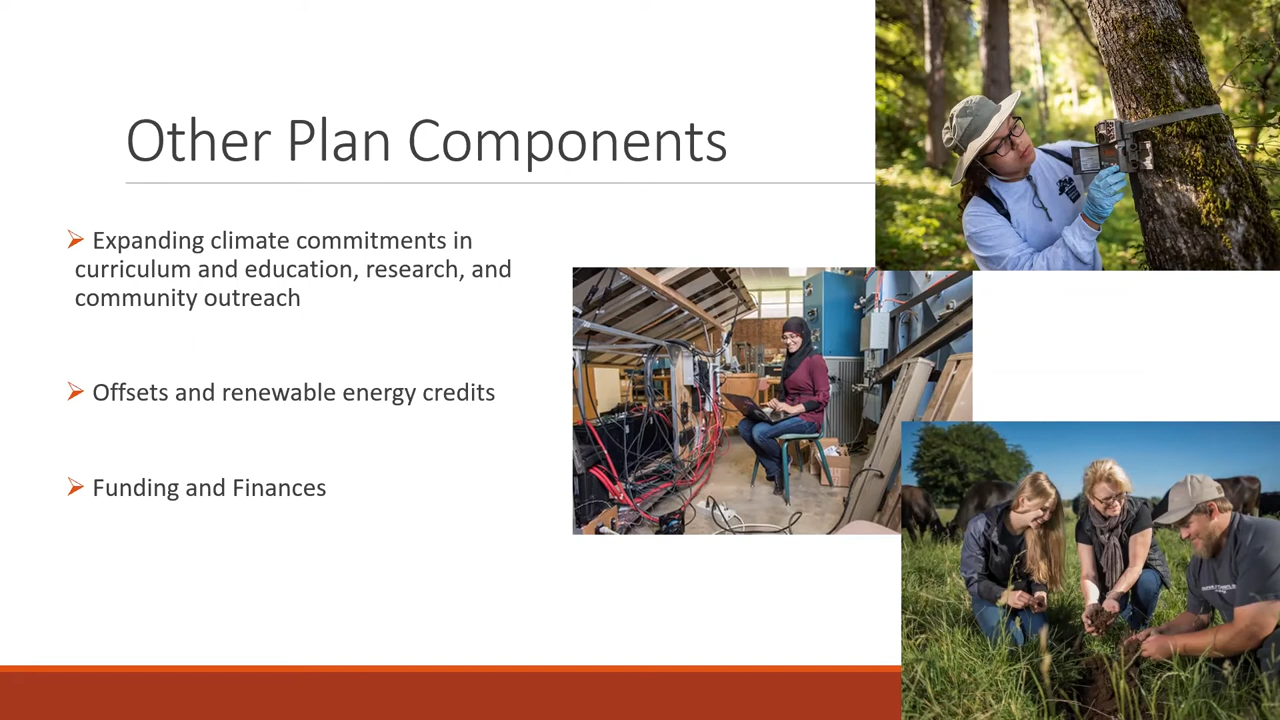 Other Plan Components
Expanding climate commitments in
curriculum and education, research, and
community outreach
Offsets and renewable energy credits
Funding and Finances